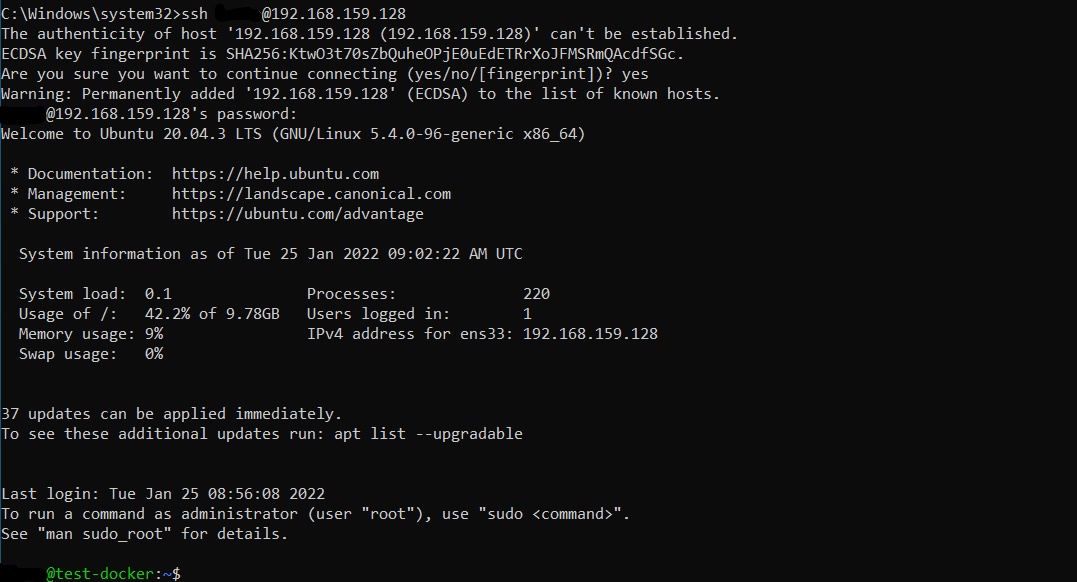 C:\Windows\system32>ssh @192.168.159.128
The authenticity of host '192.168.159.128 (192.168.159.128)' can't be established.
ECDSA key fingerprint is SHA256:KtwO3t70sZbQuheOPjE0uEdETRrXoJFMSRmQAcdfSGc.
Are you sure you want to continue connecting (yes/no/[fingerprint])? yes
Warning: Permanently added '192.168.159.128' (ECDSA) to the list of known hosts.
@192.168.159.128's password:
Welcome to Ubuntu 20.04.3 LTS (GNU/Linux 5.4.0-96-generic x86_64)
* Documentation: https://help.ubuntu.com
* Management: https://landscape.canonical.com
* Support: https://ubuntu.com/advantage
System information as of Tue 25 Jan 2022 09:02:22 AM UTC
System load: 0.1 Processes: 220
Usage of /: 42.2% of 9.78GB Users logged in: 1
Memory usage: 9% IPv4 address for ens33: 192.168.159.128
Swap usage: 0%
37 updates can be applied immediately.
To see these additional updates run: apt list --upgradable
Last login: Tue Jan 25 08:56:08 2022
To run a command as administrator (user "root"), use "sudo <command>".
See "man sudo_root" for details.
@test-docker:~$